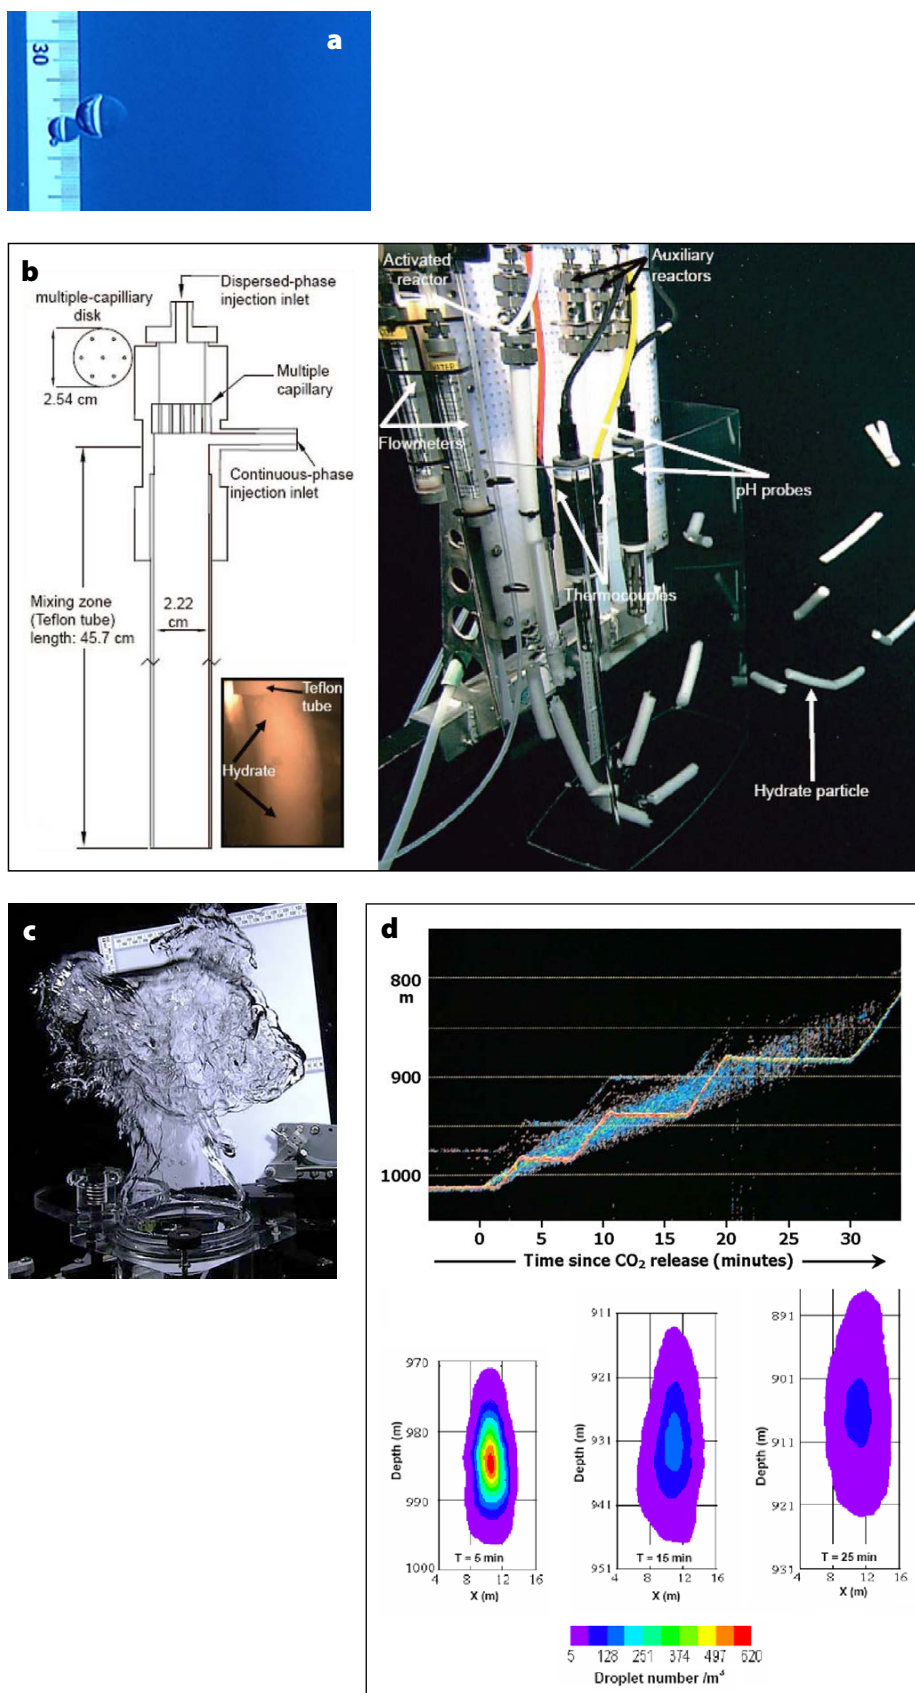 a
30
b
Dispersed-phase
injection inlet
multiple-capilliary
disk
2.54 cm
Multiple
capillary
Continuous-phase
injection inlet
Mixing zone
(Teflon tube)
length: 45.7 cm
2.22
cm
Teflon
tube
Hydrate
Activated
reactor
Auxiliary
reactors
WATER
Flowmeters
pH probes
Thermocouples
Hydrate particle
c
d
800
m
900
1000
0 5 10 15 20 25 30
Time since CO₂ release (minutes)
970
980
990
1000
Depth (m)
T = 5 min
4 8 12 16
X (m)
911
921
931
941
951
Depth (m)
T = 15 min
4 8 12 16
X (m)
891
901
911
921
931
Depth (m)
T = 25 min
4 8 12 16
X (m)
5 128 251 374 497 620
Droplet number /m³